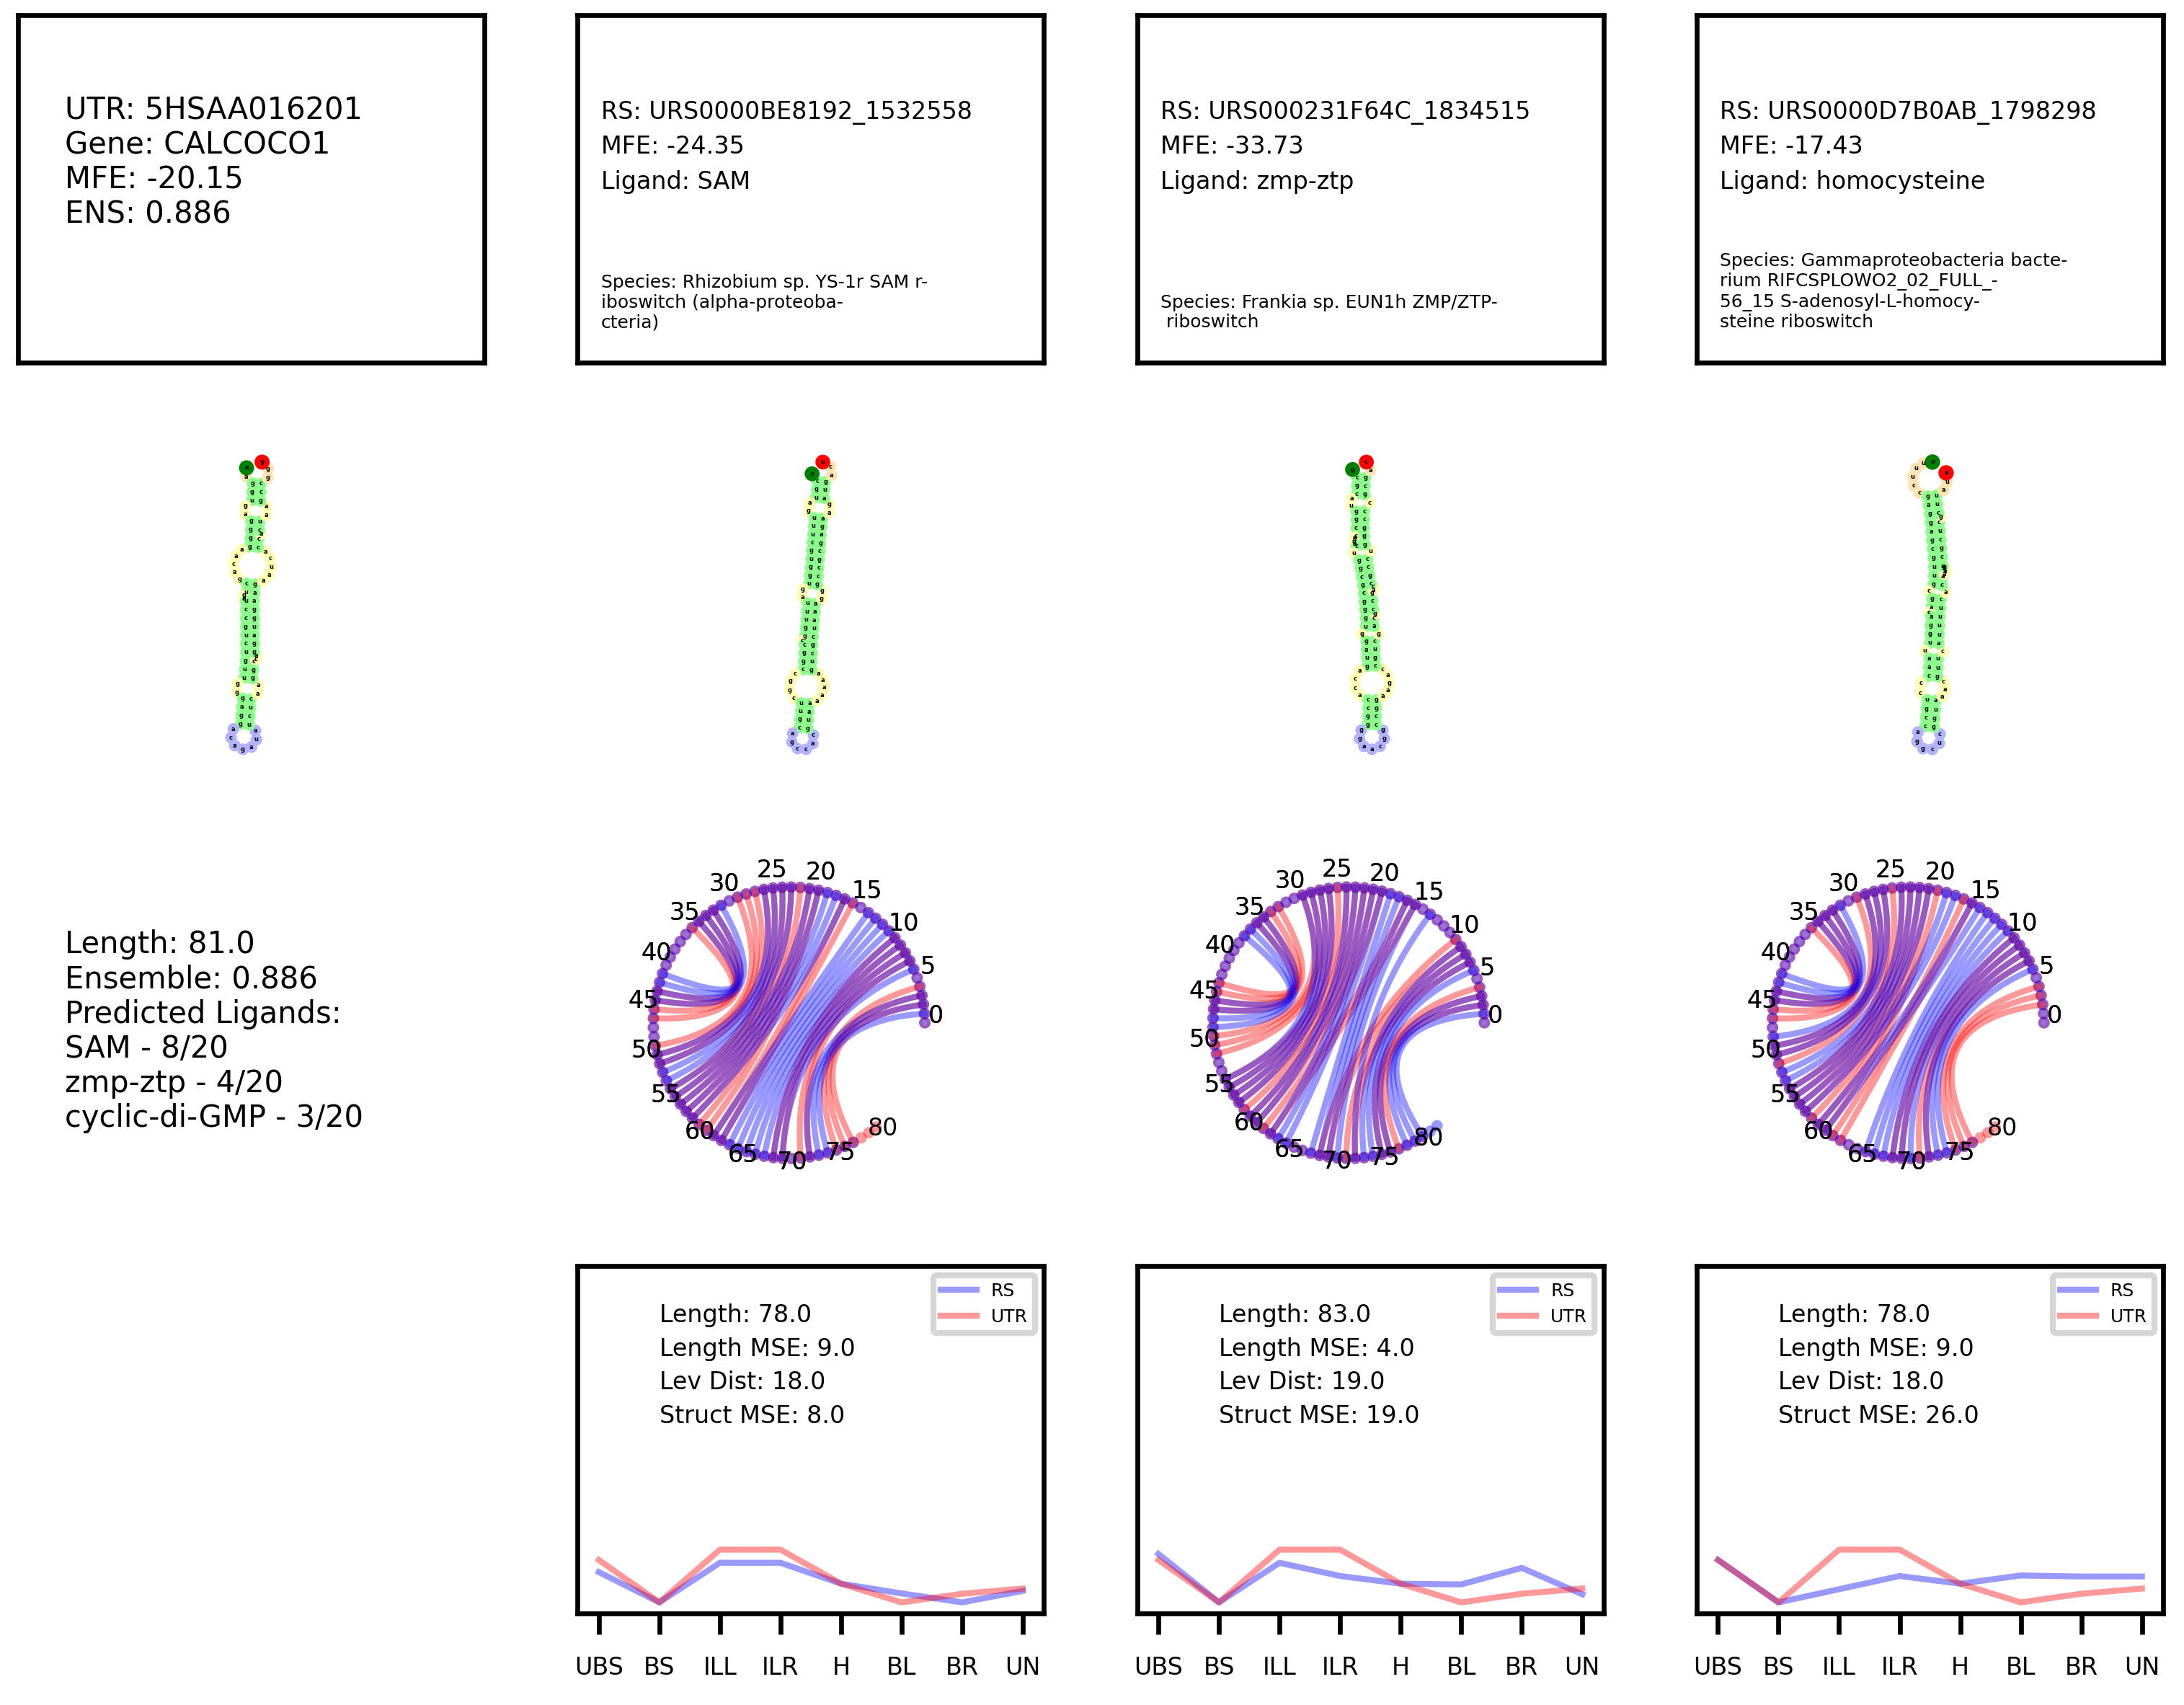 UTR: 5HSAA016201
Gene: CALCOCO1
MFE: -20.15
ENS: 0.886
RS: URS0000BE8192_1532558
MFE: -24.35
Ligand: SAM
Species: Rhizobium sp. YS-1r SAM r-
iboswitch (alpha-proteoba-
cteria)
RS: URS000231F64C_1834515
MFE: -33.73
Ligand: zmp-ztp
Species: Frankia sp. EUN1h ZMP/ZTP-
riboswitch
RS: URS0000D7B0AB_1798298
MFE: -17.43
Ligand: homocysteine
Species: Gammaproteobacteria bacte-
rium RIFCSPLOWO2_02_FULL_-
56_15 S-adenosyl-L-homocy-
steine riboswitch
Length: 81.0
Ensemble: 0.886
Predicted Ligands:
SAM - 8/20
zmp-ztp - 4/20
cyclic-di-GMP - 3/20
0
5
10
15
20
25
30
35
40
45
50
55
60
65
70
75
80
0
5
10
15
20
25
30
35
40
45
50
55
60
65
70
75
80
0
5
10
15
20
25
30
35
40
45
50
55
60
65
70
75
80
RS
UTR
Length: 78.0
Length MSE: 9.0
Lev Dist: 18.0
Struct MSE: 8.0
UBS BS ILL ILR H BL BR UN
RS
UTR
Length: 83.0
Length MSE: 4.0
Lev Dist: 19.0
Struct MSE: 19.0
UBS BS ILL ILR H BL BR UN
RS
UTR
Length: 78.0
Length MSE: 9.0
Lev Dist: 18.0
Struct MSE: 26.0
UBS BS ILL ILR H BL BR UN